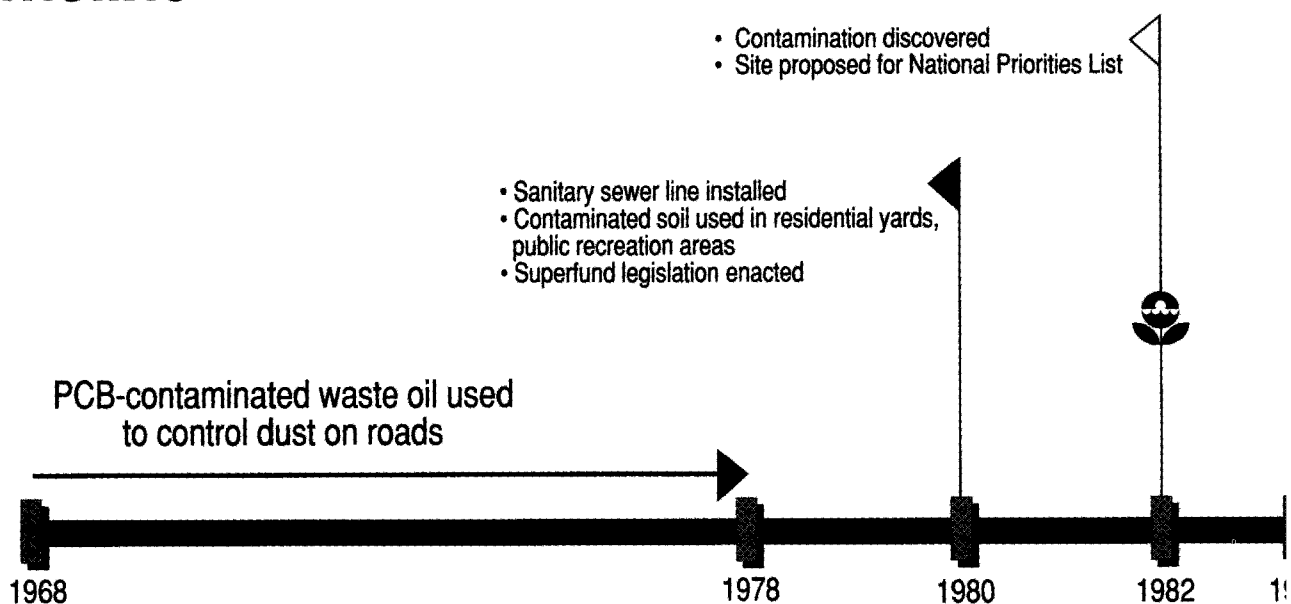 • Contamination discovered
• Site proposed for National Priorities List
• Sanitary sewer line installed
• Contaminated soil used in residential yards,
public recreation areas
• Superfund legislation enacted
PCB-contaminated waste oil used
to control dust on roads
1968
1978
1980
1982